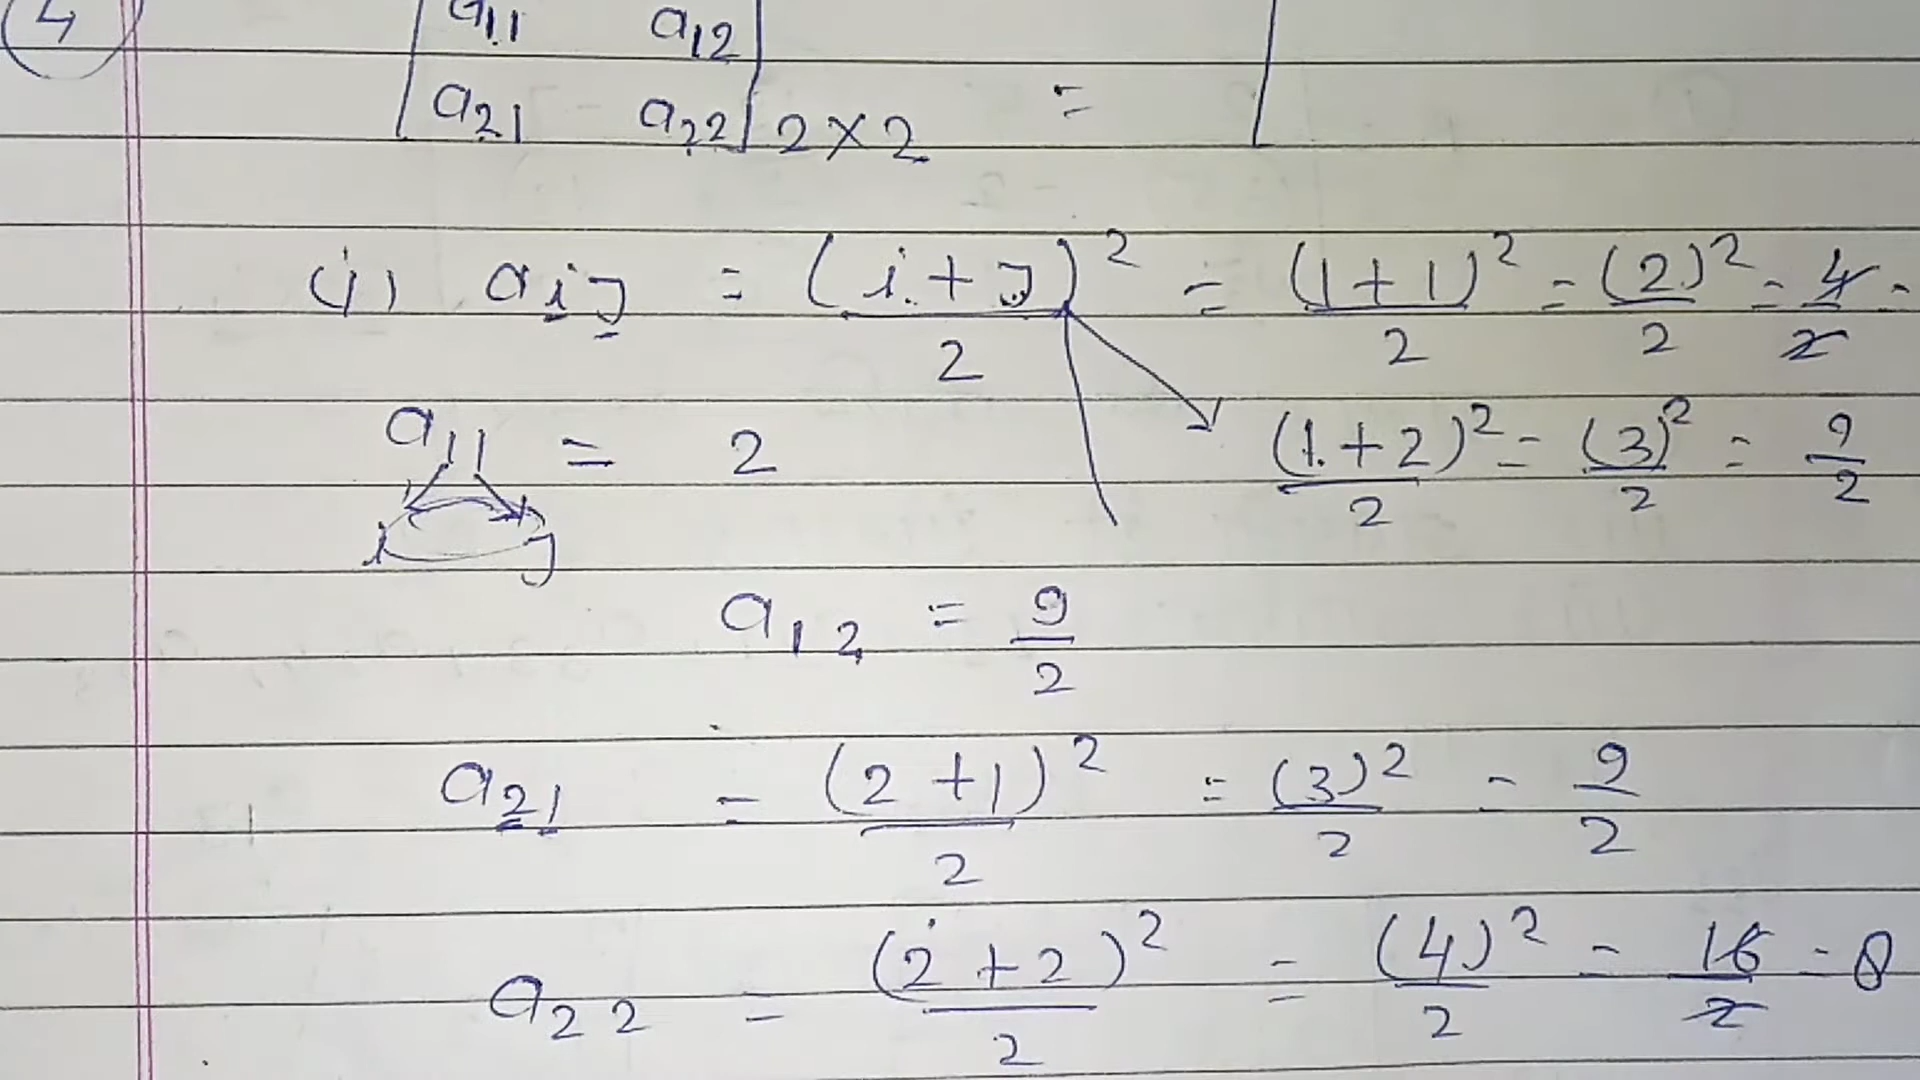 4
a11 a12
a21 a22 2×2 =
(i) aij = (i+j)²/2 = (1+1)²/2 = (2)²/2 = 4/2 =
a11 = 2
(1+2)²/2 = (3)²/2 = 9/2
i j
a12 = 9/2
a21 = (2+1)²/2 = (3)²/2 = 9/2
a22 = (2+2)²/2 = (4)²/2 = 16/2 = 8